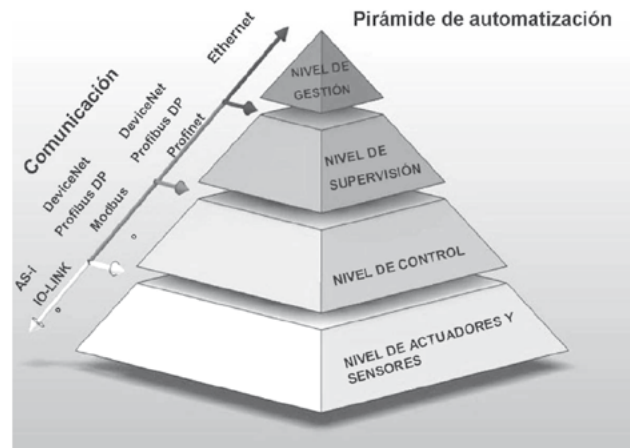 Pirámide de automatización
Comunicación
Ethernet
DeviceNet
Profibus DP
Profinet
DeviceNet
Profibus DP
Modbus
AS-i
IO-LINK
NIVEL DE
GESTIÓN
NIVEL DE
SUPERVISIÓN
NIVEL DE CONTROL
NIVEL DE ACTUADORES Y
SENSORES